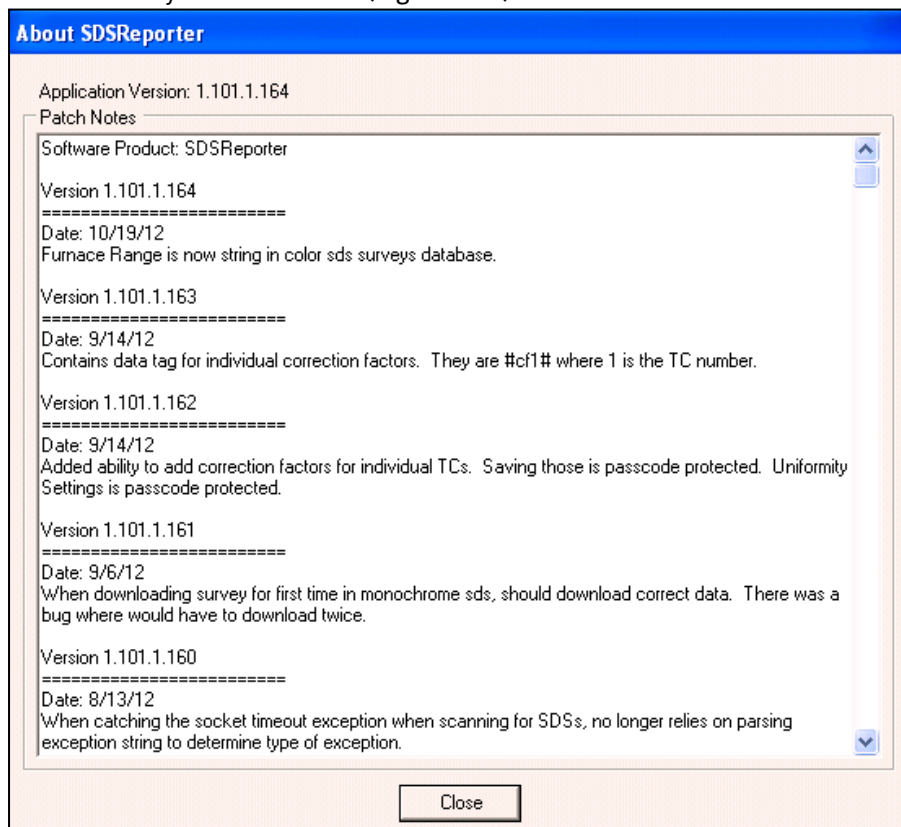 About SDSReporter
Application Version: 1.101.1.164
Patch Notes
Software Product: SDSReporter
Version 1.101.1.164
=========================
Date: 10/19/12
Furnace Range is now string in color sds surveys database.
Version 1.101.1.163
=========================
Date: 9/14/12
Contains data tag for individual correction factors.  They are #cf1# where 1 is the TC number.
Version 1.101.1.162
=========================
Date: 9/14/12
Added ability to add correction factors for individual TCs.  Saving those is passcode protected.  Uniformity
Settings is passcode protected.
Version 1.101.1.161
=========================
Date: 9/6/12
When downloading survey for first time in monochrome sds, should download correct data.  There was a
bug where would have to download twice.
Version 1.101.1.160
=========================
Date: 8/13/12
When catching the socket timeout exception when scanning for SDSs, no longer relies on parsing
exception string to determine type of exception.
Close